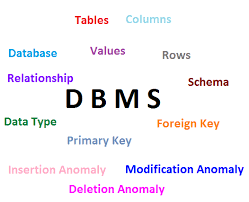 Tables Columns
Database Values Rows
Relationship Schema
D B M S
Data Type Foreign Key
Primary Key
Insertion Anomaly Modification Anomaly
Deletion Anomaly